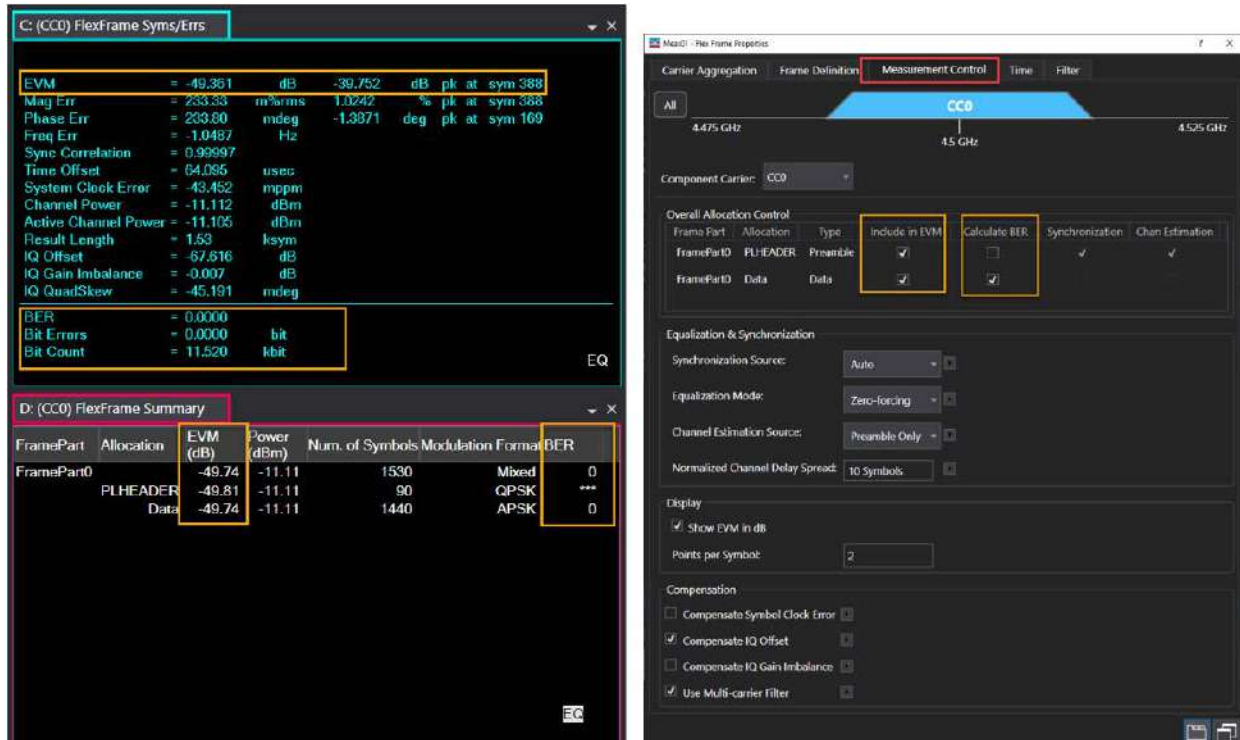 C: (CC0) FlexFrame Syms/Errs
EVM = -49.361 dB -39.752 dB pk at sym 388
Mag Err = 233.33 m%rms 1.0242 % pk at sym 388
Phase Err = 203.80 mdeg -1.3871 deg pk at sym 169
Freq Err = -1.0487 Hz
Sync Correlation = 0.99997
Time Offset = 64.095 usec
System Clock Error = -43.452 mppm
Channel Power = -11.112 dBm
Active Channel Power = -11.105 dBm
Result Length = 1.53 ksym
IQ Offset = -67.616 dB
IQ Gain Imbalance = -0.007 dB
IQ QuadSkew = -45.191 mdeg
BER = 0.0000
Bit Errors = 0.0000 bit
Bit Count = 11.520 kbit
EQ
D: (CC0) FlexFrame Summary
FramePart Allocation EVM (dB) Power (dBm) Num. of Symbols Modulation Format BER
FramePart0 -49.74 -11.11 1530 Mixed 0
PLHEADER -49.81 -11.11 90 QPSK ***
Data -49.74 -11.11 1440 APSK 0
EQ
Flex Frame Properties
Carrier Aggregation Frame Definition Measurement Control Time Filter
All
CC0
4.475 GHz 4.5 GHz 4.525 GHz
Component Carrier: CC0
Overall Allocation Control
Frame Part Allocation Type Include in EVM Calculate BER Synchronization Chan Estimation
FramePart0 PLHEADER Preamble
FramePart0 Data Data
Equalization & Synchronization
Synchronization Source: Auto
Equalization Mode: Zero-forcing
Channel Estimation Source: Preamble Only
Normalized Channel Delay Spread: 10 Symbols
Display
Show EVM in dB
Points per Symbol: 2
Compensation
Compensate Symbol Clock Error
Compensate IQ Offset
Compensate IQ Gain Imbalance
Use Multi-carrier Filter